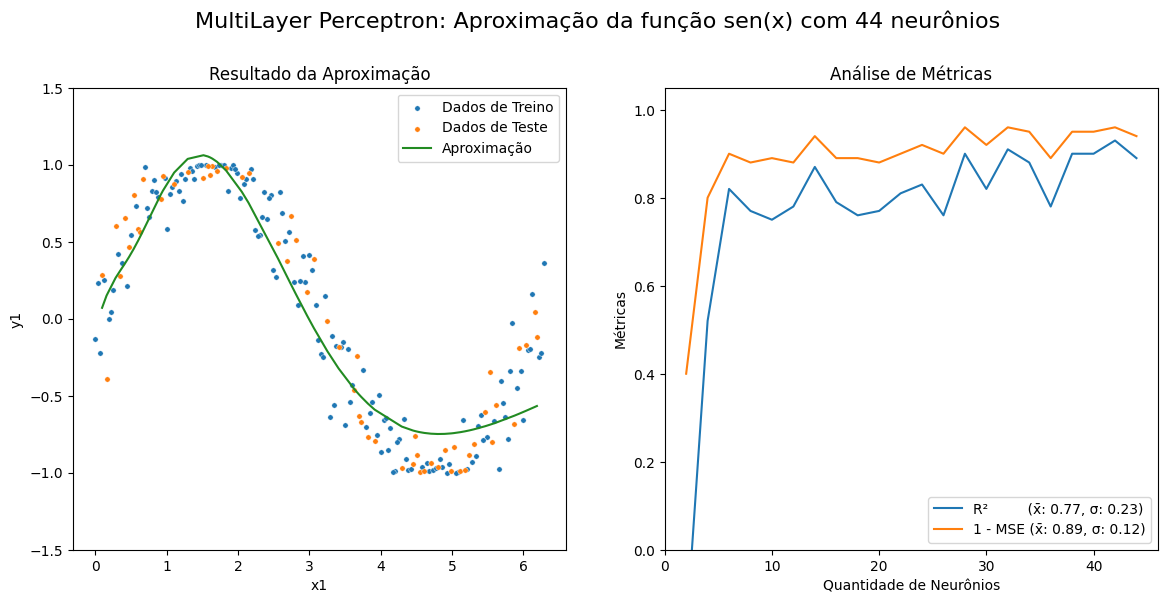 MultiLayer Perceptron: Aproximação da função sen(x) com 44 neurônios
Resultado da Aproximação
1.5
1.0
0.5
0.0
−0.5
−1.0
−1.5
y1
0 1 2 3 4 5 6
x1
Dados de Treino
Dados de Teste
Aproximação
Análise de Métricas
1.0
0.8
0.6
0.4
0.2
0.0
Métricas
0 10 20 30 40
Quantidade de Neurônios
R² (x̄: 0.77, σ: 0.23)
1 - MSE (x̄: 0.89, σ: 0.12)